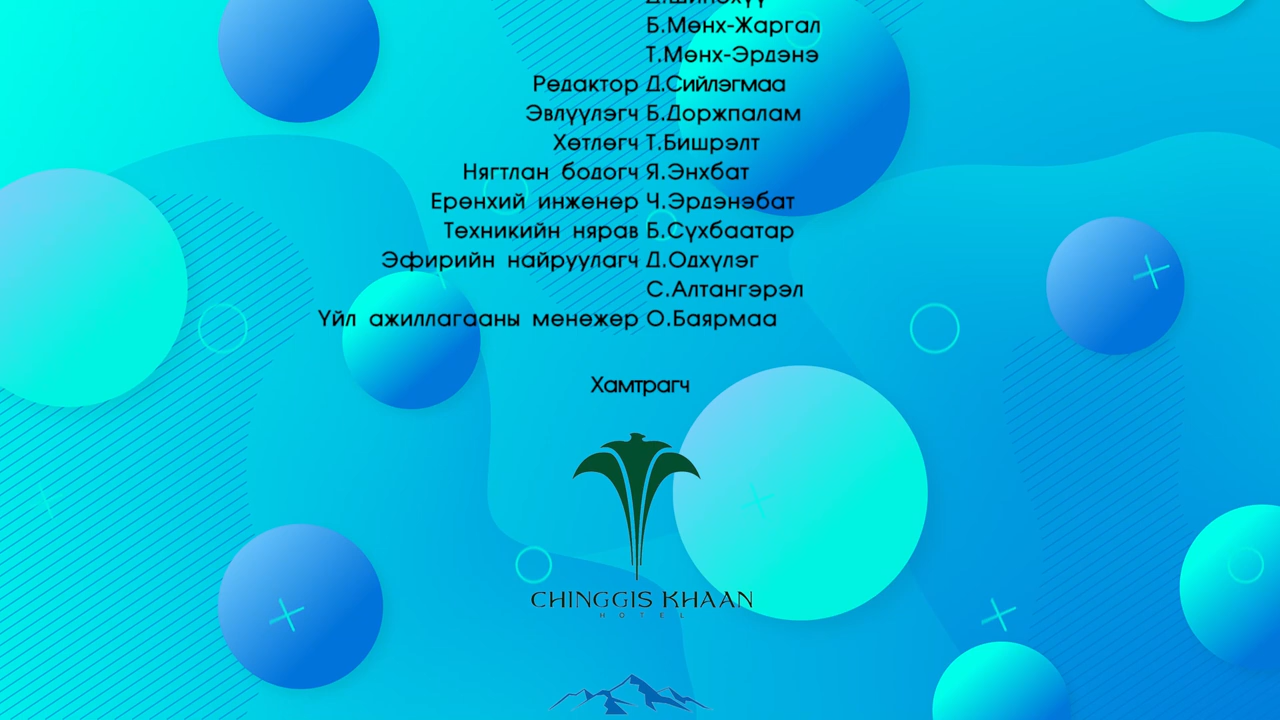 Б.Мөнх-Жаргал
Т.Мөнх-Эрдэнэ
Редактор Д.Сийлэгмаа
Эвлүүлэгч Б.Доржпалам
Хөтлөгч Т.Бишрэлт
Нягтлан бодогч Я.Энхбат
Ерөнхий инженер Ч.Эрдэнэбат
Техникийн нярав Б.Сүхбаатар
Эфирийн найруулагч Д.Одхүлэг
С.Алтангэрэл
Үйл ажиллагааны менежер О.Баярмаа
Хамтрагч
CHINGGIS KHAAN
HOTEL